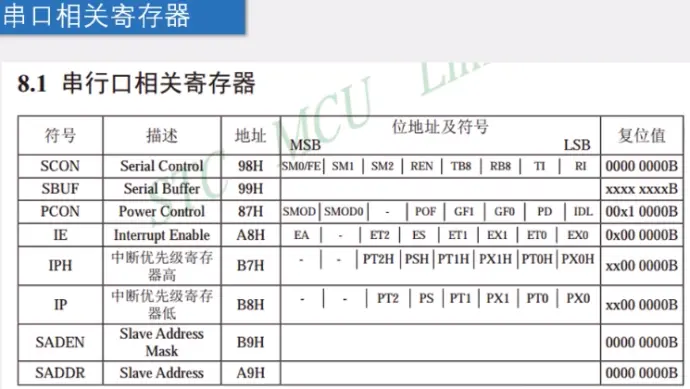 串口相关寄存器
8.1 串行口相关寄存器
符号 描述 地址 位地址及符号 复位值
MSB LSB
SCON Serial Control 98H SM0/FE SM1 SM2 REN TB8 RB8 TI RI 0000 0000B
SBUF Serial Buffer 99H xxxx xxxxB
PCON Power Control 87H SMOD SMOD0 - POF GF1 GF0 PD IDL 00x1 0000B
IE Interrupt Enable A8H EA - ET2 ES ET1 EX1 ET0 EX0 0x00 0000B
IPH 中断优先级寄存器高 B7H - - PT2H PSH PT1H PX1H PT0H PX0H xx00 0000B
IP 中断优先级寄存器低 B8H - - PT2 PS PT1 PX1 PT0 PX0 xx00 0000B
SADEN Slave Address Mask B9H 0000 0000B
SADDR Slave Address A9H 0000 0000B
STC MCU